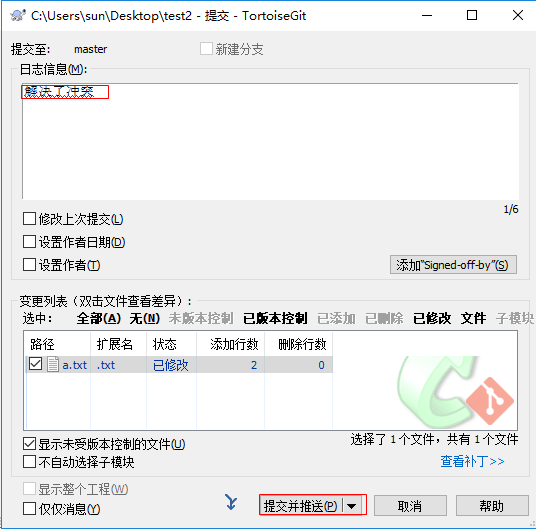 C:\Users\sun\Desktop\test2 - 提交 - TortoiseGit
提交至: master 新建分支
日志信息(M):
解决了冲突
1/6
修改上次提交(L)
设置作者日期(D)
设置作者(T) 添加"Signed-off-by"(S)
变更列表（双击文件查看差异）:
选中: 全部(A) 无(N) 未版本控制 已版本控制 已添加 已删除 已修改 文件 子模块
路径 扩展名 状态 添加行数 删除行数
a.txt .txt 已修改 2 0
显示未受版本控制的文件(U) 选择了 1 个文件，共有 1 个文件
不自动选择子模块 查看补丁>>
显示整个工程(W)
仅仅消息(Y) 提交并推送(P) 取消 帮助